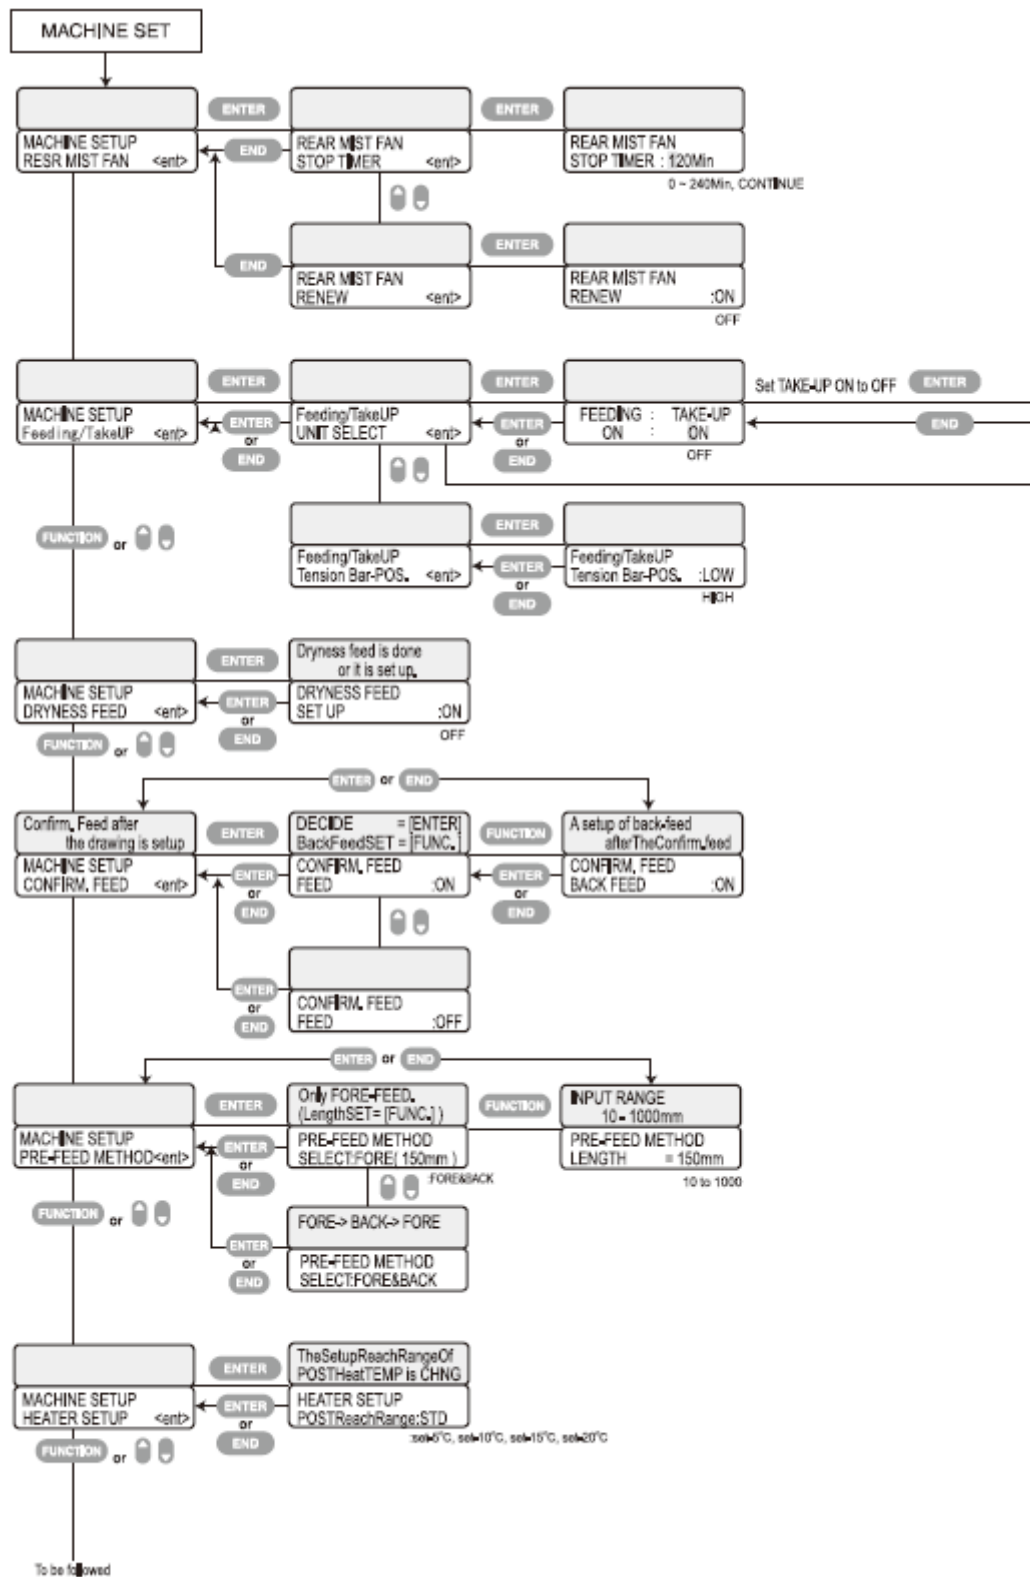 MACHINE SET
ENTER
ENTER
MACHINE SETUP
RESR MIST FAN <ent>
END
REAR MIST FAN
STOP TIMER <ent>
REAR MIST FAN
STOP TIMER : 120Min
0 ~ 240Min, CONTINUE
ENTER
END
REAR MIST FAN
RENEW <ent>
REAR MIST FAN
RENEW :ON
OFF
ENTER
ENTER
Set TAKE-UP ON to OFF
ENTER
MACHINE SETUP
Feeding/TakeUP <ent>
ENTER
or
END
Feeding/TakeUP
UNIT SELECT <ent>
ENTER
or
END
FEEDING : TAKE-UP
ON : ON
OFF
END
FUNCTION or
ENTER
Feeding/TakeUP
Tension Bar-POS. <ent>
ENTER
or
END
Feeding/TakeUP
Tension Bar-POS. :LOW
HIGH
ENTER
Dryness feed is done
or it is set up.
MACHINE SETUP
DRYNESS FEED <ent>
ENTER
or
END
DRYNESS FEED
SET UP :ON
OFF
FUNCTION or
ENTER or END
Confirm. Feed after
the drawing is setup
ENTER
DECIDE = [ENTER]
BackFeedSET = [FUNC.]
FUNCTION
A setup of back-feed
afterTheConfirm.feed
MACHINE SETUP
CONFIRM. FEED <ent>
ENTER
or
END
CONFIRM. FEED
FEED :ON
ENTER
or
END
CONFIRM. FEED
BACK FEED :ON
ENTER
or
END
CONFIRM. FEED
FEED :OFF
ENTER or END
ENTER
Only FORE-FEED.
(LengthSET= [FUNC.] )
FUNCTION
INPUT RANGE
10 - 1000mm
MACHINE SETUP
PRE-FEED METHOD<ent>
ENTER
or
END
PRE-FEED METHOD
SELECT:FORE( 150mm )
:FORE&BACK
PRE-FEED METHOD
LENGTH = 150mm
10 to 1000
FUNCTION or
FORE-> BACK-> FORE
ENTER
or
END
PRE-FEED METHOD
SELECT:FORE&BACK
ENTER
TheSetupReachRangeOf
POSTHeatTEMP is CHNG
MACHINE SETUP
HEATER SETUP <ent>
ENTER
or
END
HEATER SETUP
POSTReachRange:STD
:set-5°C, set-10°C, set-15°C, set-20°C
FUNCTION or
To be followed